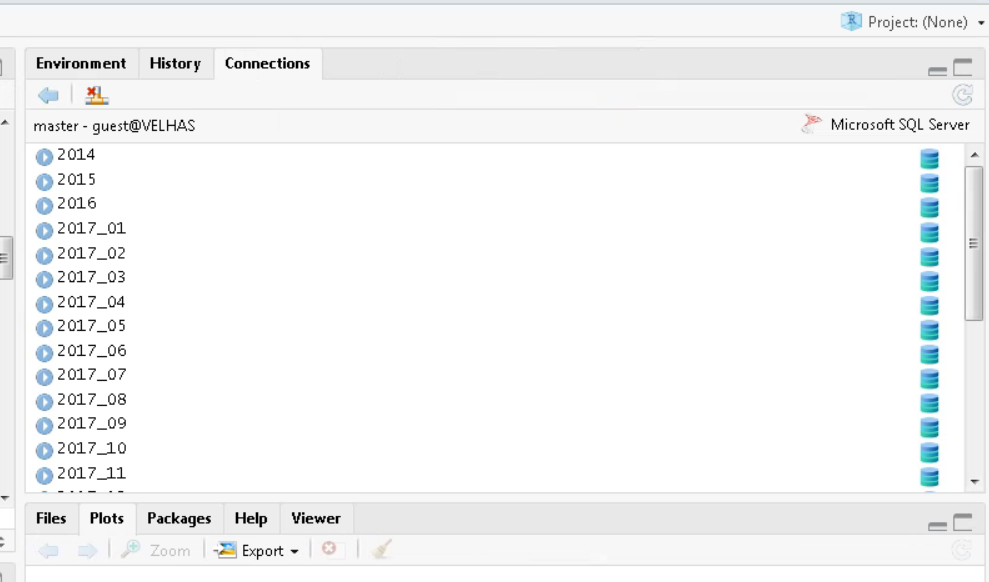 Project: (None)
Environment History Connections
master - guest@VELHAS Microsoft SQL Server
2014
2015
2016
2017_01
2017_02
2017_03
2017_04
2017_05
2017_06
2017_07
2017_08
2017_09
2017_10
2017_11
Files Plots Packages Help Viewer
Zoom Export